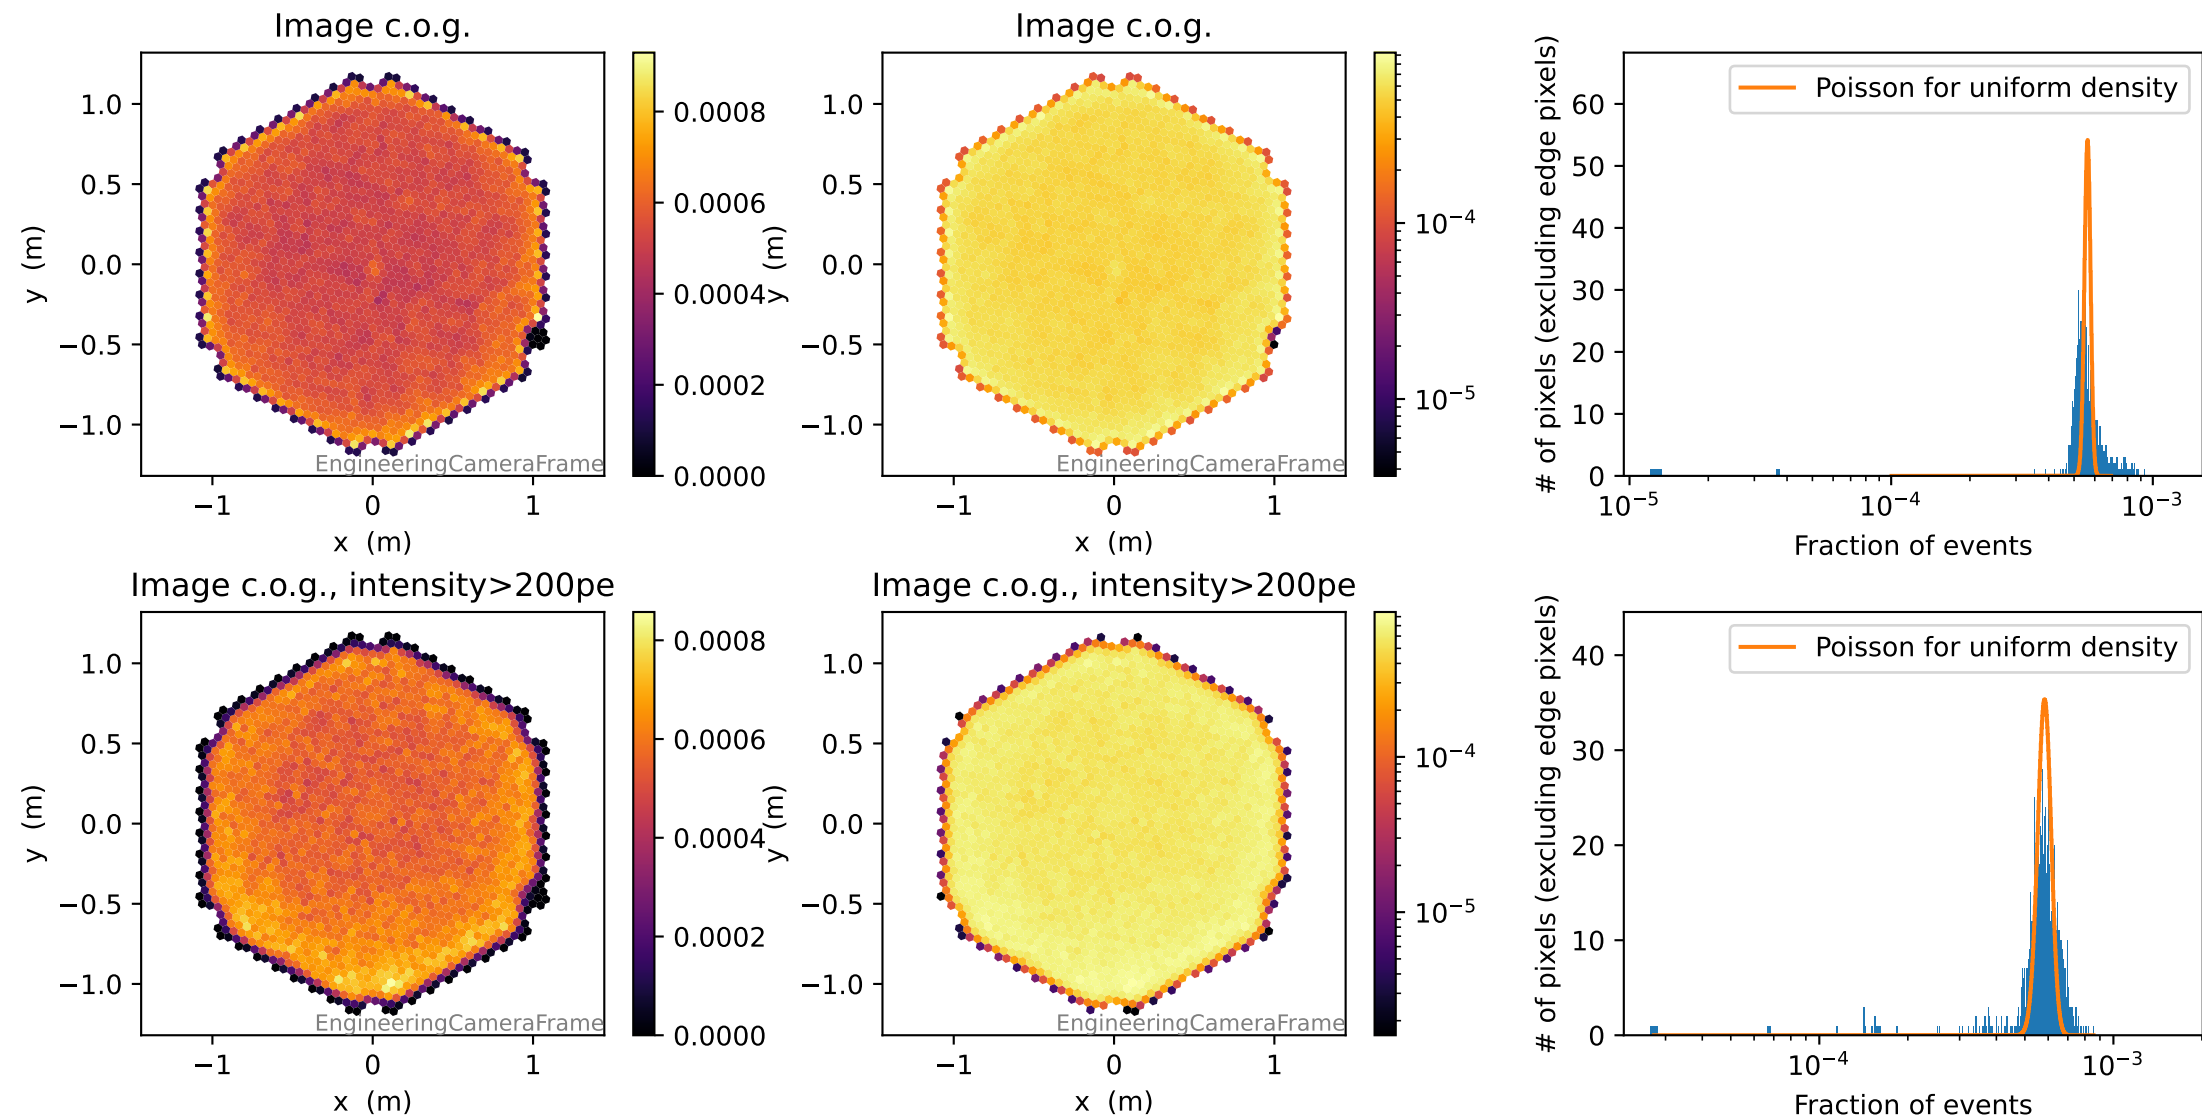 Image c.o.g.
1.0
0.5
0.0
−0.5
−1.0
y (m)
−1
0
1
x (m)
EngineeringCameraFrame
0.0008
0.0006
0.0004
0.0002
0.0000
Image c.o.g.
1.0
0.5
0.0
−0.5
−1.0
y (m)
−1
0
1
x (m)
EngineeringCameraFrame
10⁻⁴
10⁻⁵
# of pixels (excluding edge pixels)
60
50
40
30
20
10
0
Poisson for uniform density
10⁻⁵
10⁻⁴
10⁻³
Fraction of events
Image c.o.g., intensity>200pe
1.0
0.5
0.0
−0.5
−1.0
y (m)
−1
0
1
x (m)
EngineeringCameraFrame
0.0008
0.0006
0.0004
0.0002
0.0000
Image c.o.g., intensity>200pe
1.0
0.5
0.0
−0.5
−1.0
y (m)
−1
0
1
x (m)
EngineeringCameraFrame
10⁻⁴
10⁻⁵
# of pixels (excluding edge pixels)
40
30
20
10
0
Poisson for uniform density
10⁻⁴
10⁻³
Fraction of events